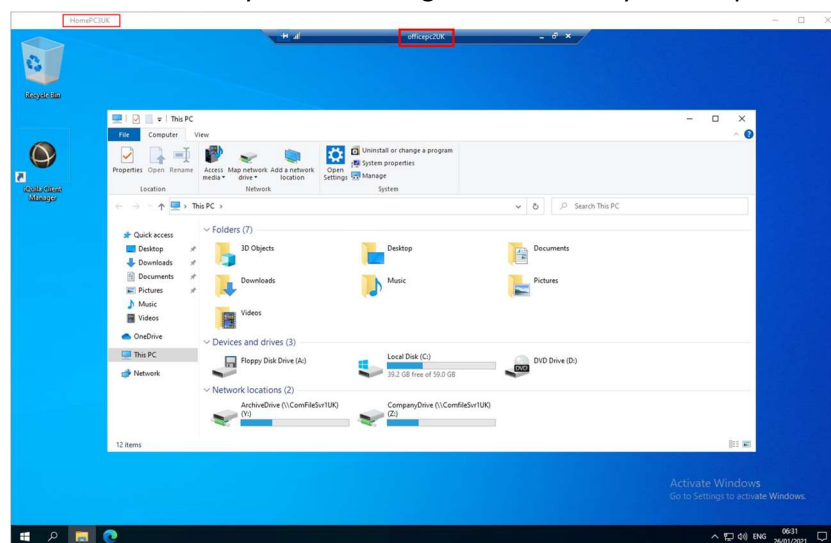 HomePC3UK
officepc2UK
Recycle Bin
iQuila Client
Manager
This PC
File Computer View
Properties Open Rename
Access media Map network drive Add a network location
Open Settings
Uninstall or change a program
System properties
Manage
Location Network System
This PC
Search This PC
Quick access
Desktop
Downloads
Documents
Pictures
Music
Videos
OneDrive
This PC
Network
Folders (7)
3D Objects Desktop Documents
Downloads Music Pictures
Videos
Devices and drives (3)
Floppy Disk Drive (A:) Local Disk (C:) DVD Drive (D:)
39.2 GB free of 59.0 GB
DVD
Network locations (2)
ArchiveDrive (\\ComFileSvr1UK) (Y:)
CompanyDrive (\\ComfileSvr1UK) (Z:)
12 items
Activate Windows
Go to Settings to activate Windows.
ENG 06:31
26/01/2021